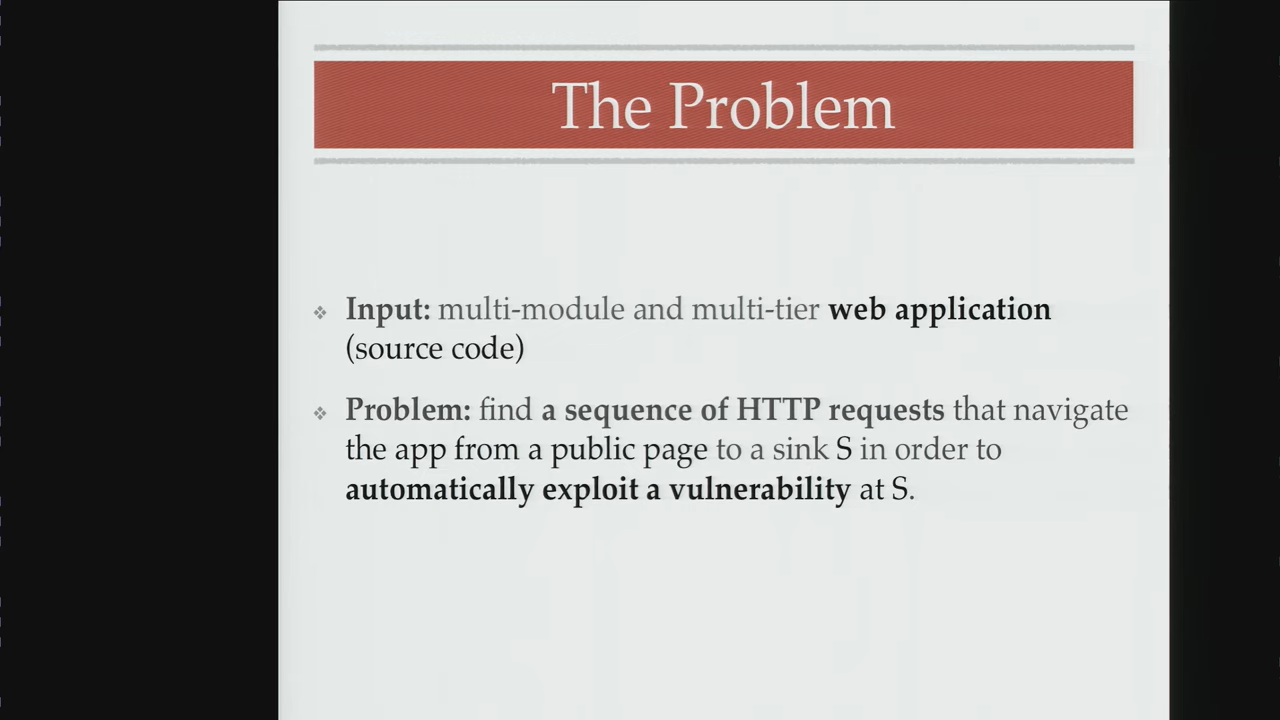 The Problem
Input: multi-module and multi-tier web application
(source code)
Problem: find a sequence of HTTP requests that navigate
the app from a public page to a sink S in order to
automatically exploit a vulnerability at S.